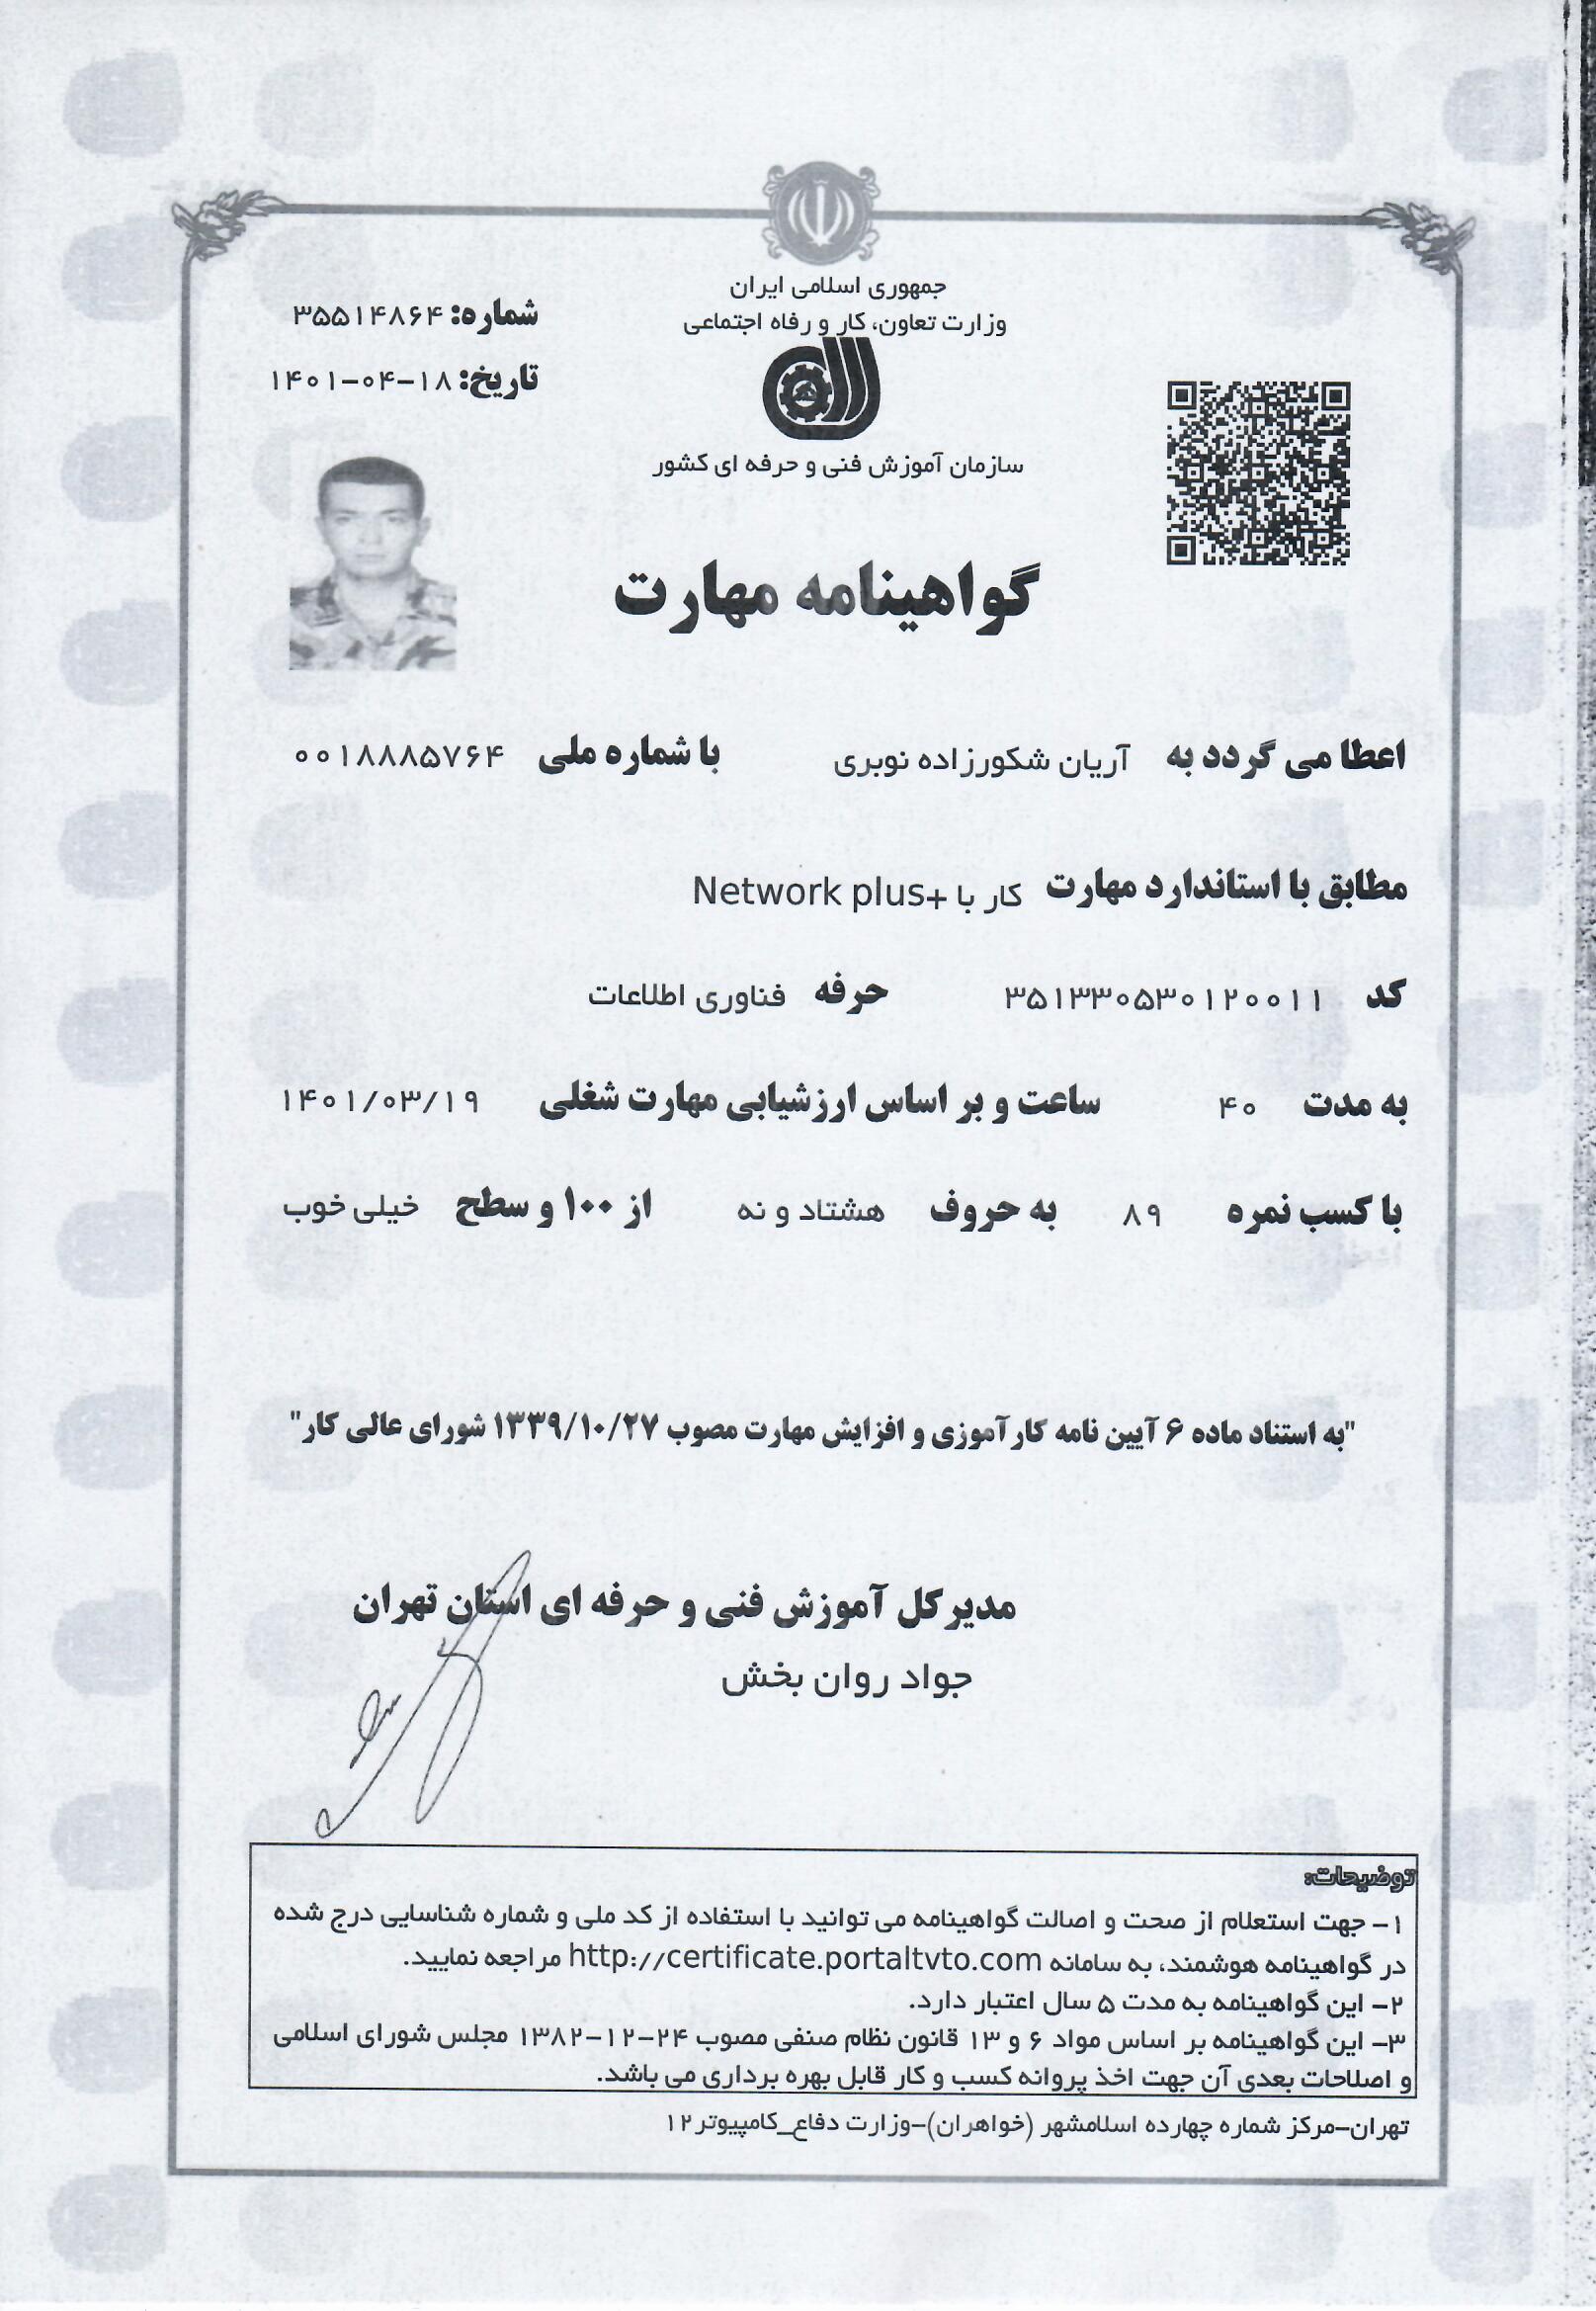 جمهوری اسلامی ایران
وزارت تعاون، کار و رفاه اجتماعی
شماره: ۳۵۵۱۴۸۶۴
تاریخ: ۱۴۰۱-۰۴-۱۸
سازمان آموزش فنی و حرفه ای کشور
گواهینامه مهارت
اعطا می گردد به آریان شکورزاده نوبری با شماره ملی ۰۰۱۸۸۸۵۷۶۴
مطابق با استاندارد مهارت کار با +Network plus
کد ۳۵۱۳۳۰۵۳۰۱۲۰۰۱۱ حرفه فناوری اطلاعات
به مدت ۴۰ ساعت و بر اساس ارزشیابی مهارت شغلی ۱۴۰۱/۰۳/۱۹
با کسب نمره ۸۹ به حروف هشتاد و نه از ۱۰۰ و سطح خیلی خوب
"به استناد ماده ۶ آیین نامه کارآموزی و افزایش مهارت مصوب ۱۳۳۹/۱۰/۲۷ شورای عالی کار"
مدیرکل آموزش فنی و حرفه ای استان تهران
جواد روان بخش
توضیحات:
۱- جهت استعلام از صحت و اصالت گواهینامه می توانید با استفاده از کد ملی و شماره شناسایی درج شده
در گواهینامه هوشمند، به سامانه http://certificate.portaltvto.com مراجعه نمایید.
۲- این گواهینامه به مدت ۵ سال اعتبار دارد.
۳- این گواهینامه بر اساس مواد ۶ و ۱۳ قانون نظام صنفی مصوب ۲۴-۱۲-۱۳۸۲ مجلس شورای اسلامی
و اصلاحات بعدی آن جهت اخذ پروانه کسب و کار قابل بهره برداری می باشد.
تهران-مرکز شماره چهارده اسلامشهر (خواهران)-وزارت دفاع_کامپیوتر۱۲